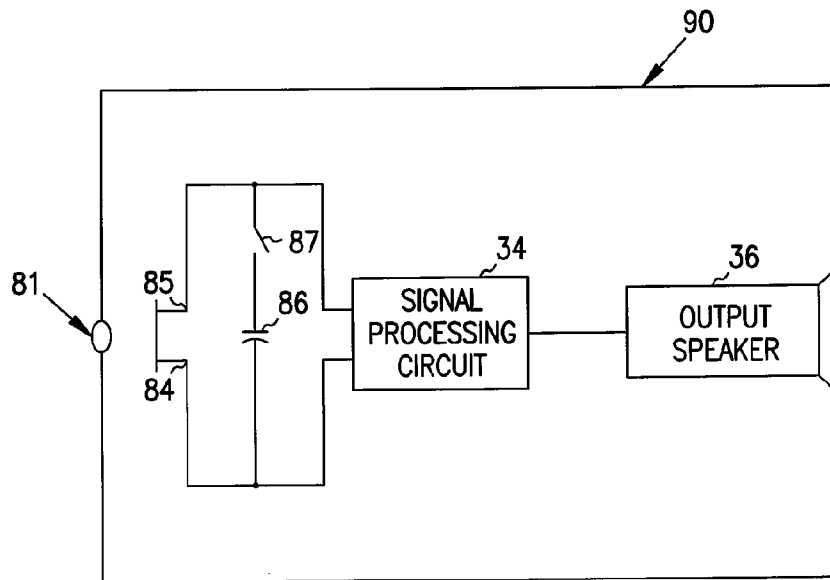 90
87
34
36
81
85
86
SIGNAL
PROCESSING
CIRCUIT
OUTPUT
SPEAKER
84